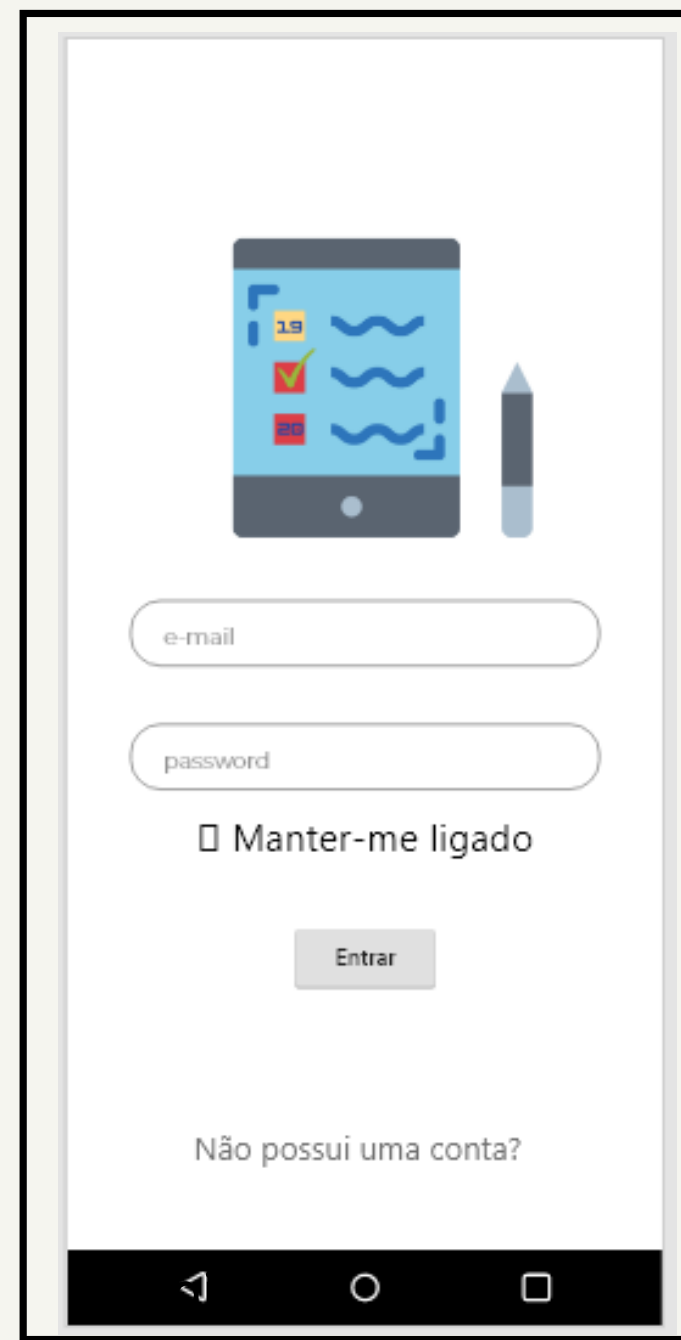 19
20
e-mail
password
Manter-me ligado
Entrar
Não possui uma conta?